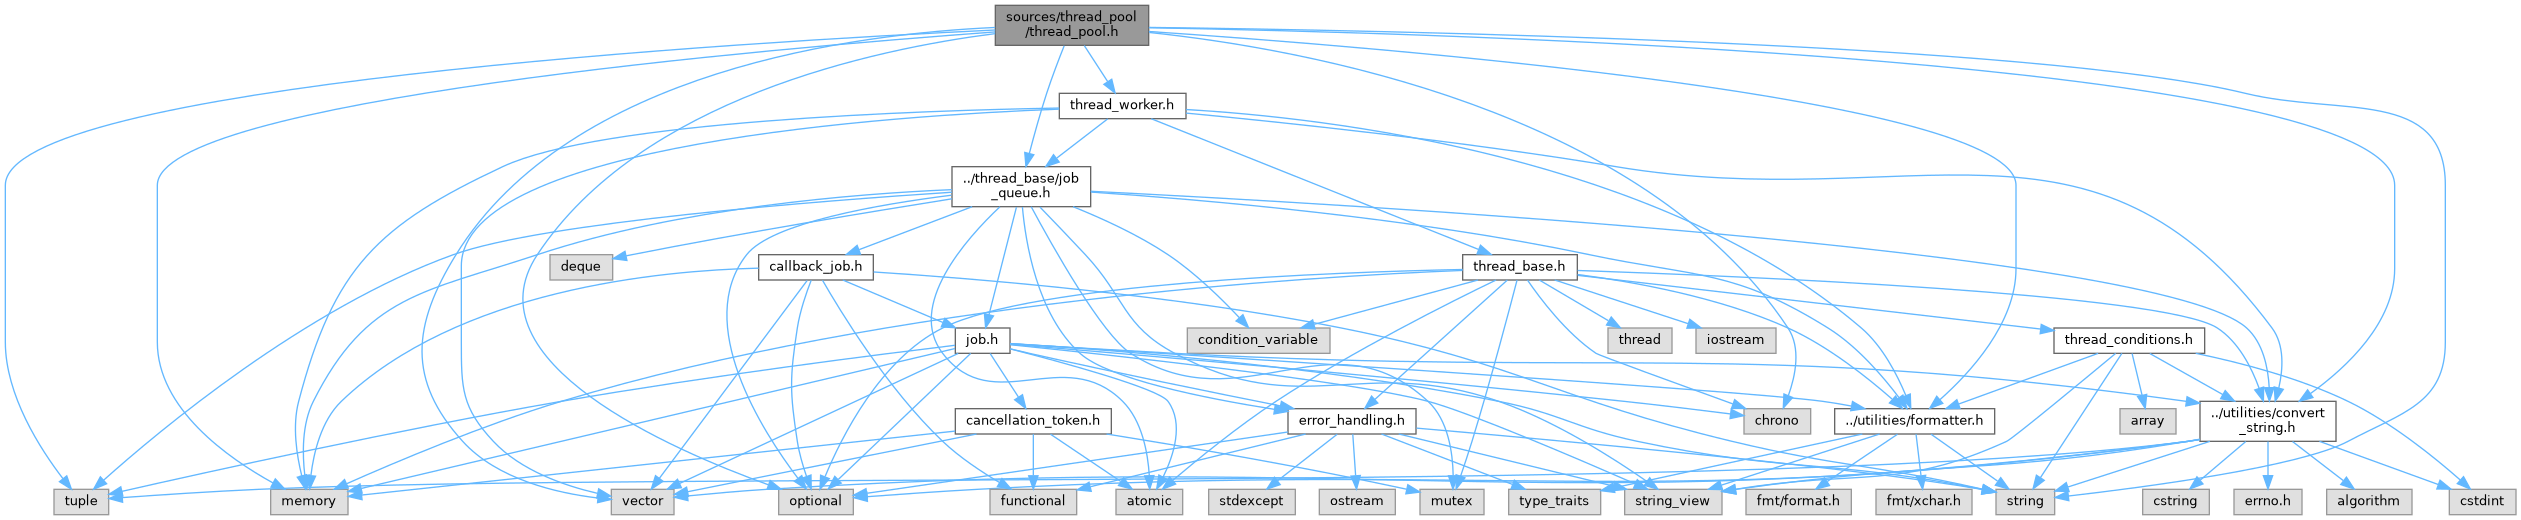 sources/thread_pool
/thread_pool.h
thread_worker.h
../thread_base/job
_queue.h
deque
callback_job.h
thread_base.h
condition_variable
thread
iostream
job.h
thread_conditions.h
cancellation_token.h
error_handling.h
chrono
../utilities/formatter.h
array
../utilities/convert
_string.h
tuple
memory
vector
optional
functional
atomic
stdexcept
ostream
mutex
type_traits
string_view
fmt/format.h
fmt/xchar.h
string
cstring
errno.h
algorithm
cstdint